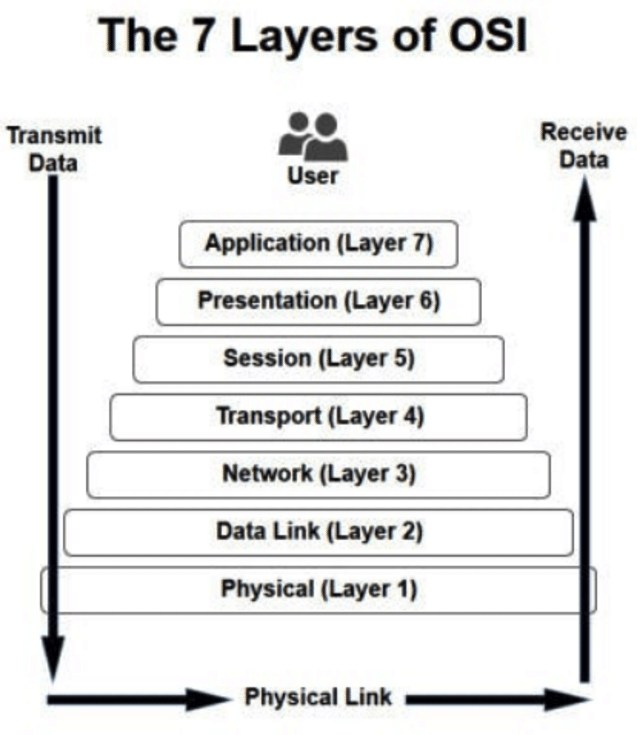 The 7 Layers of OSI
Transmit
Data
User
Receive
Data
Application (Layer 7)
Presentation (Layer 6)
Session (Layer 5)
Transport (Layer 4)
Network (Layer 3)
Data Link (Layer 2)
Physical (Layer 1)
Physical Link